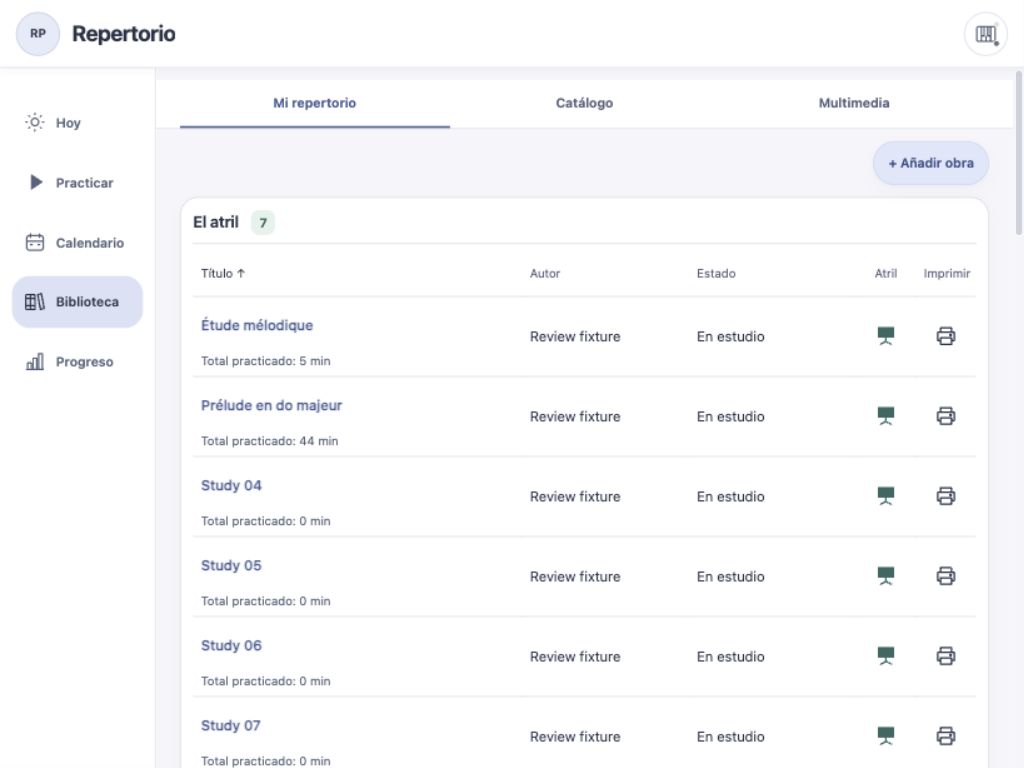 RP
Repertorio
Hoy
Practicar
Calendario
Biblioteca
Progreso
Mi repertorio
Catálogo
Multimedia
+ Añadir obra
El atril 7
Título ↑ Autor Estado Atril Imprimir
Étude mélodique
Total practicado: 5 min
Review fixture
En estudio
Prélude en do majeur
Total practicado: 44 min
Review fixture
En estudio
Study 04
Total practicado: 0 min
Review fixture
En estudio
Study 05
Total practicado: 0 min
Review fixture
En estudio
Study 06
Total practicado: 0 min
Review fixture
En estudio
Study 07
Total practicado: 0 min
Review fixture
En estudio